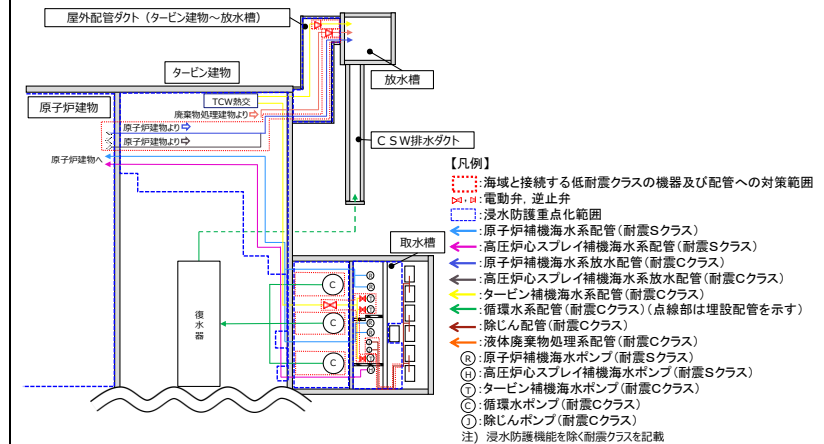 屋外配管ダクト（タービン建物～放水槽）
放水槽
タービン建物
原子炉建物
TCW熱交
廃棄物処理建物より
原子炉建物より
原子炉建物より
原子炉建物へ
ＣＳＷ排水ダクト
取水槽
復水器
C
C
C
【凡例】
:海域と接続する低耐震クラスの機器及び配管への対策範囲
:電動弁，逆止弁
:浸水防護重点化範囲
:原子炉補機海水系配管（耐震Sクラス）
:高圧炉心スプレイ補機海水系配管（耐震Sクラス）
:原子炉補機海水系放水配管（耐震Cクラス）
:高圧炉心スプレイ補機海水系放水配管（耐震Cクラス）
:タービン補機海水系配管（耐震Cクラス）
:循環水系配管（耐震Cクラス）（点線部は埋設配管を示す）
:除じん配管（耐震Cクラス）
:液体廃棄物処理系配管（耐震Cクラス）
Ⓡ:原子炉補機海水ポンプ（耐震Sクラス）
Ⓗ:高圧炉心スプレイ補機海水ポンプ（耐震Sクラス）
Ⓣ:タービン補機海水ポンプ（耐震Cクラス）
Ⓒ:循環水ポンプ（耐震Cクラス）
Ⓙ:除じんポンプ（耐震Cクラス）
注）浸水防護機能を除く耐震クラスを記載